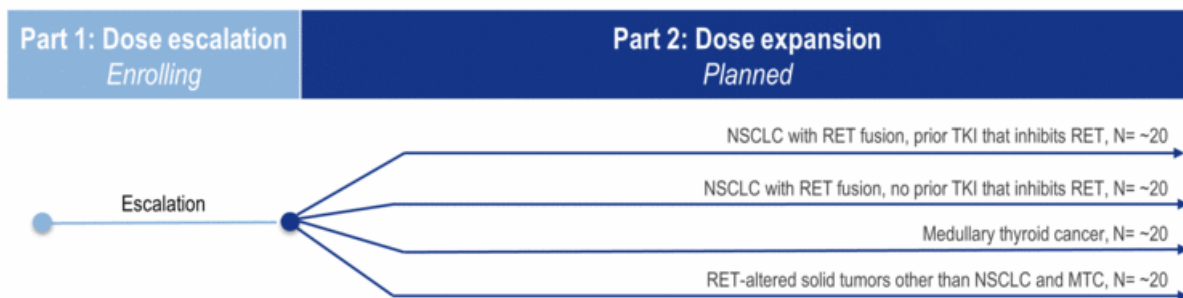 Part 1: Dose escalation
Enrolling
Part 2: Dose expansion
Planned
NSCLC with RET fusion, prior TKI that inhibits RET, N= ~20
Escalation
NSCLC with RET fusion, no prior TKI that inhibits RET, N= ~20
Medullary thyroid cancer, N= ~20
RET-altered solid tumors other than NSCLC and MTC, N= ~20